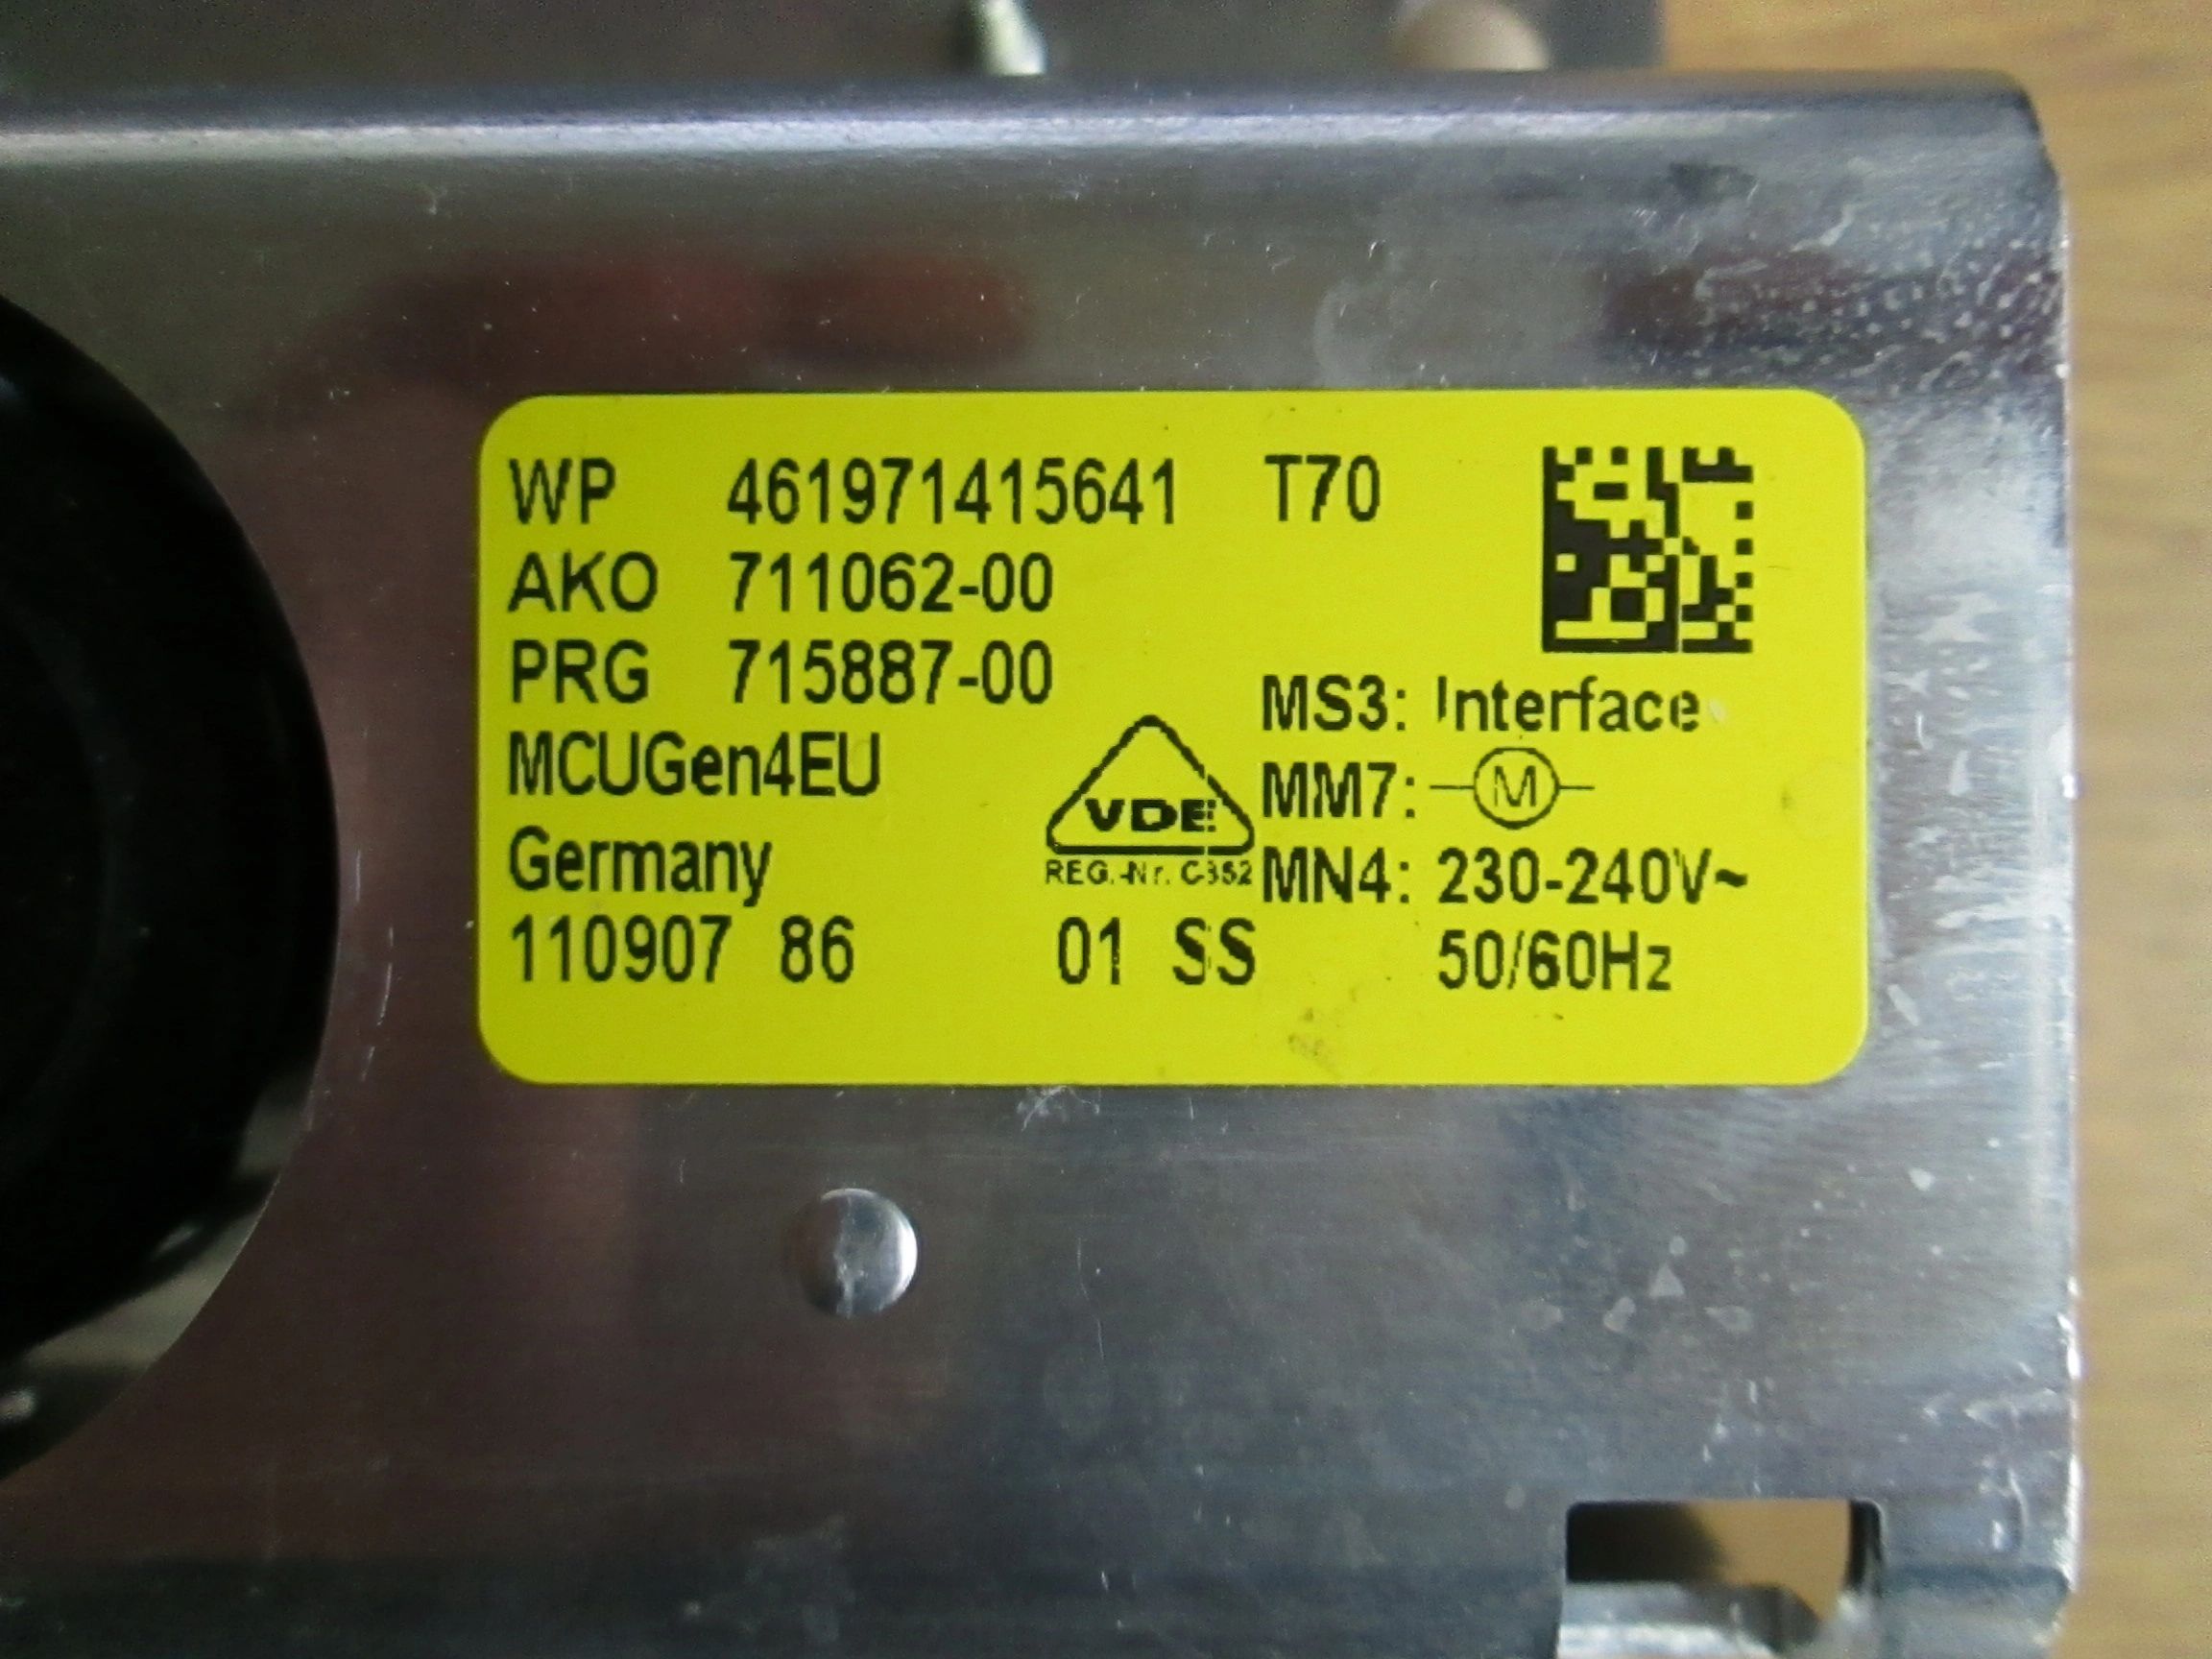 WP 461971415641 T70
AKO 711062-00
PRG 715887-00
MCUGen4EU
Germany
110907 86 01 SS
VDE
REG.-Nr. C352
MS3: Interface
MM7: M
MN4: 230-240V~
50/60Hz